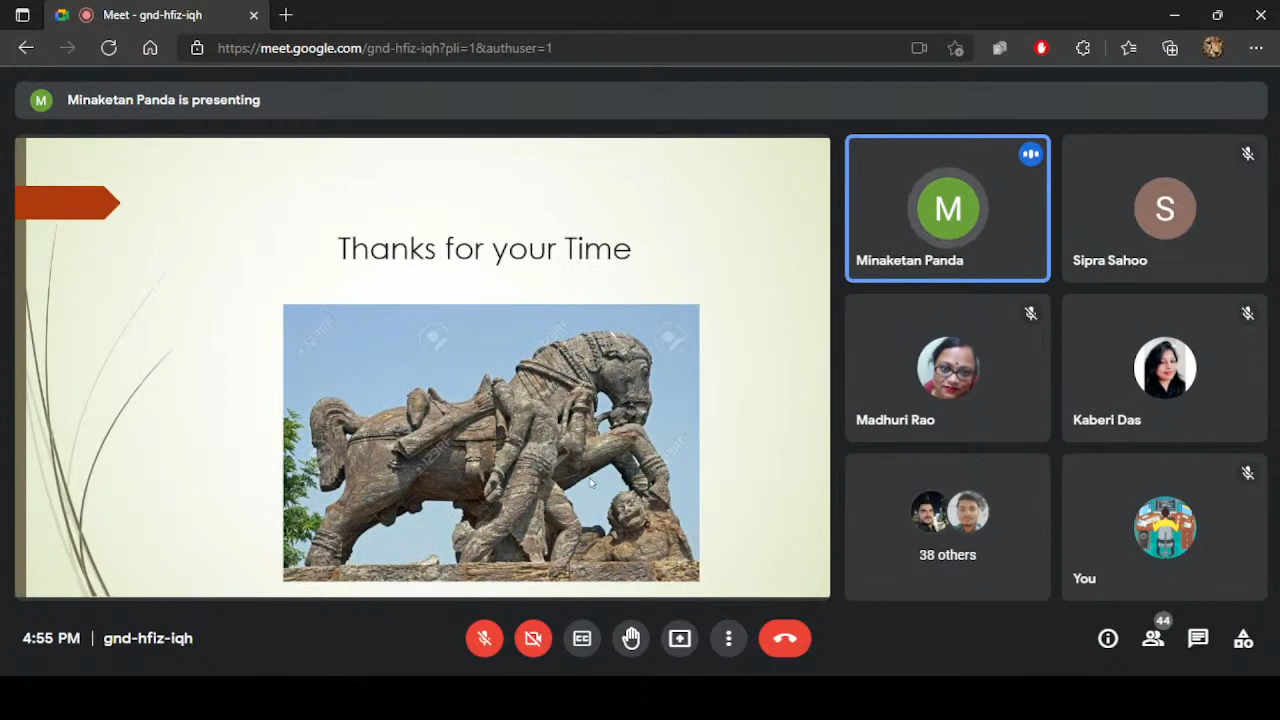 Meet - gnd-hfiz-iqh
https://meet.google.com/gnd-hfiz-iqh?pli=1&authuser=1
M
Minaketan Panda is presenting
Thanks for your Time
123RF
M
Minaketan Panda
S
Sipra Sahoo
Madhuri Rao
Kaberi Das
38 others
You
4:55 PM | gnd-hfiz-iqh
CC
44